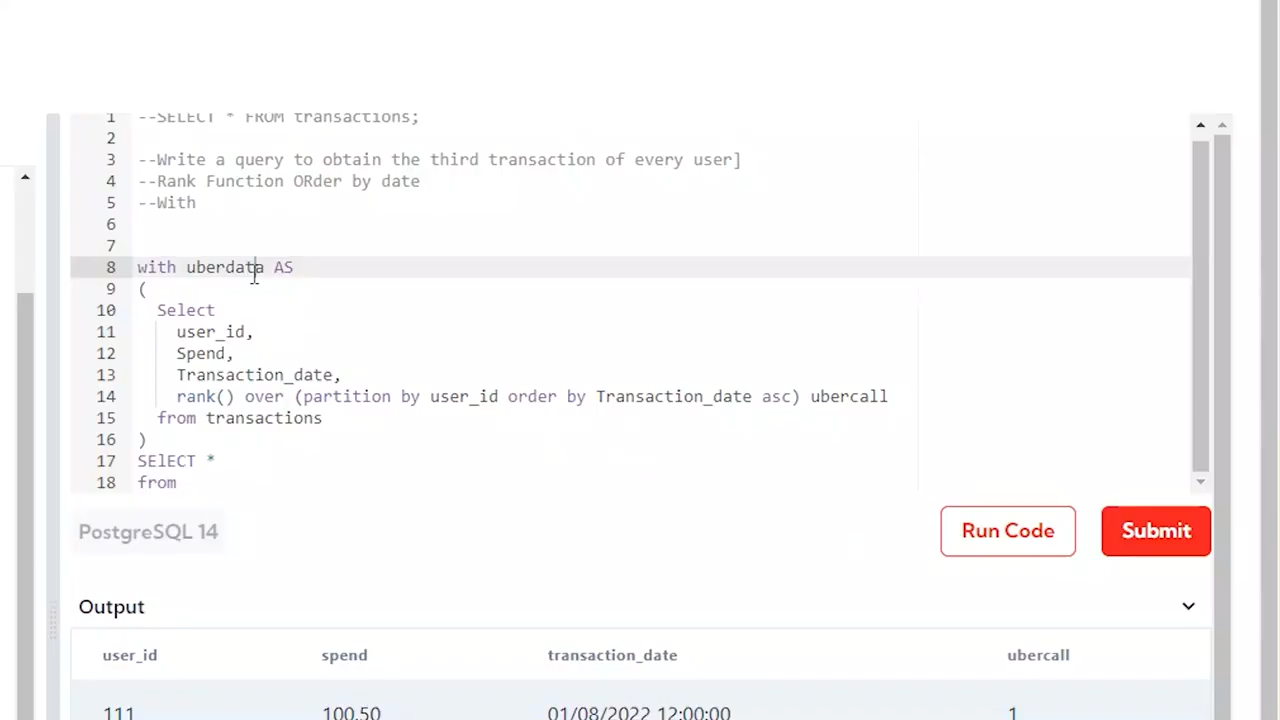 1 --SELECT * FROM transactions;
2
3 --Write a query to obtain the third transaction of every user]
4 --Rank Function ORder by date
5 --With
6
7
8 with uberdata AS
9 (
10 Select
11 user_id,
12 Spend,
13 Transaction_date,
14 rank() over (partition by user_id order by Transaction_date asc) ubercall
15 from transactions
16 )
17 SElECT *
18 from
PostgreSQL 14 Run Code Submit
Output
user_id spend transaction_date ubercall
111 100.50 01/08/2022 12:00:00 1